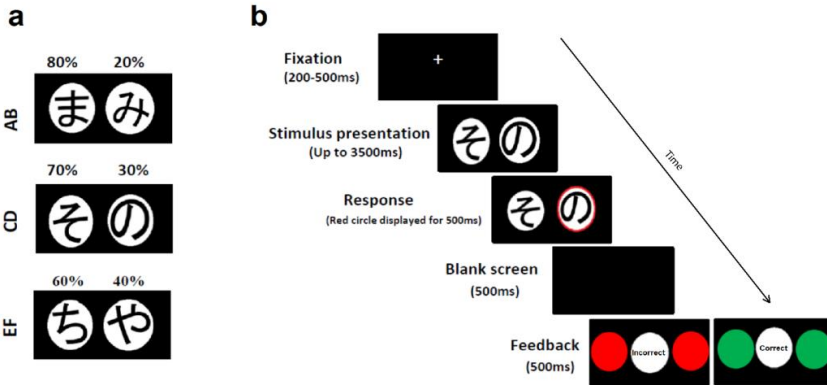 a
80% 20%
AB
ま み
70% 30%
CD
そ の
60% 40%
EF
ち や
b
Fixation
(200-500ms)
+
Stimulus presentation
(Up to 3500ms)
そ の
Response
(Red circle displayed for 500ms)
そ の
Blank screen
(500ms)
Feedback
(500ms)
Incorrect
Correct
Time